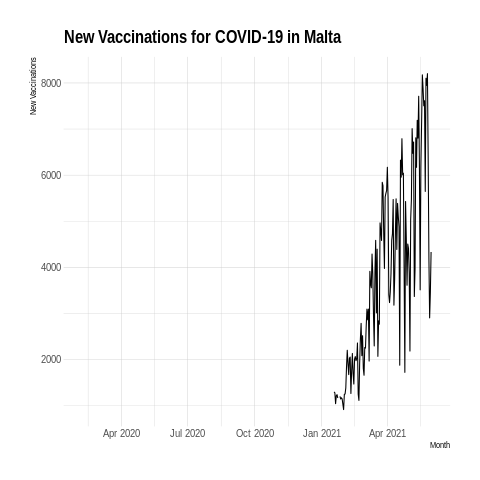 New Vaccinations for COVID-19 in Malta
New Vaccinations
8000
6000
4000
2000
Apr 2020 Jul 2020 Oct 2020 Jan 2021 Apr 2021
Month